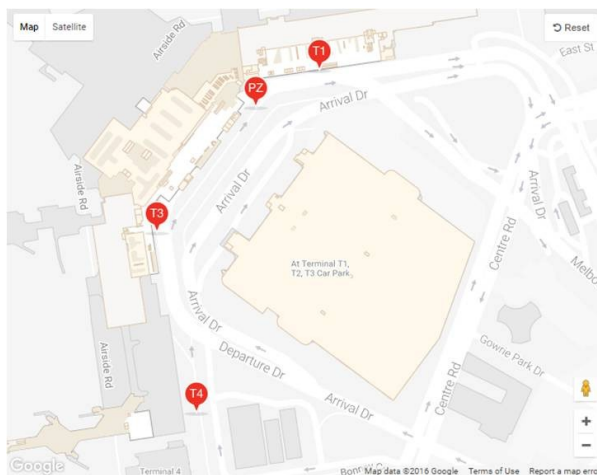 Map Satellite
Reset
Airside Rd
T1
East St
PZ
Arrival Dr
Airside Rd
Arrival Dr
Arrival Dr
T3
At Terminal T1,
T2, T3 Car Park
Centre Rd
Melbo
Arrival Dr
Departure Dr
Gowrie Park Dr
Airside Rd
Centre Rd
T4
Arrival Dr
Google
Terminal 4
Map data ©2016 Google Terms of Use Report a map erro